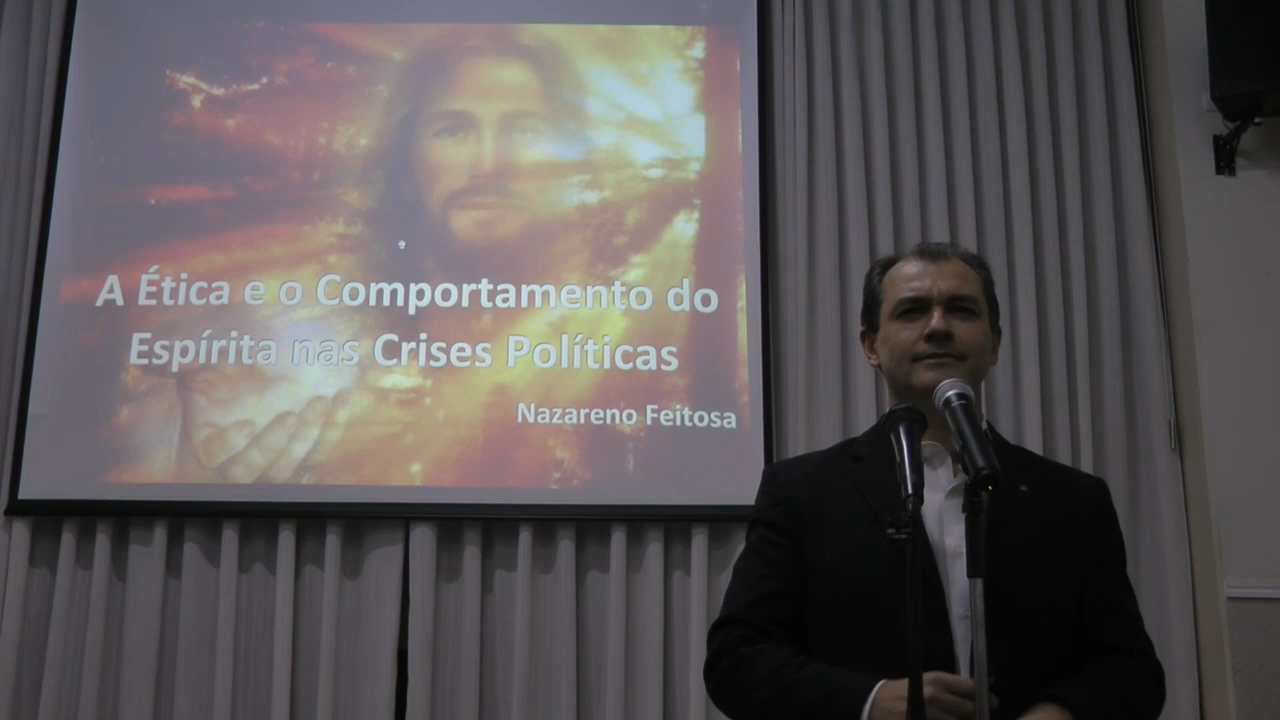 A Ética e o Comportamento do
Espírita nas Crises Políticas
Nazareno Feitosa